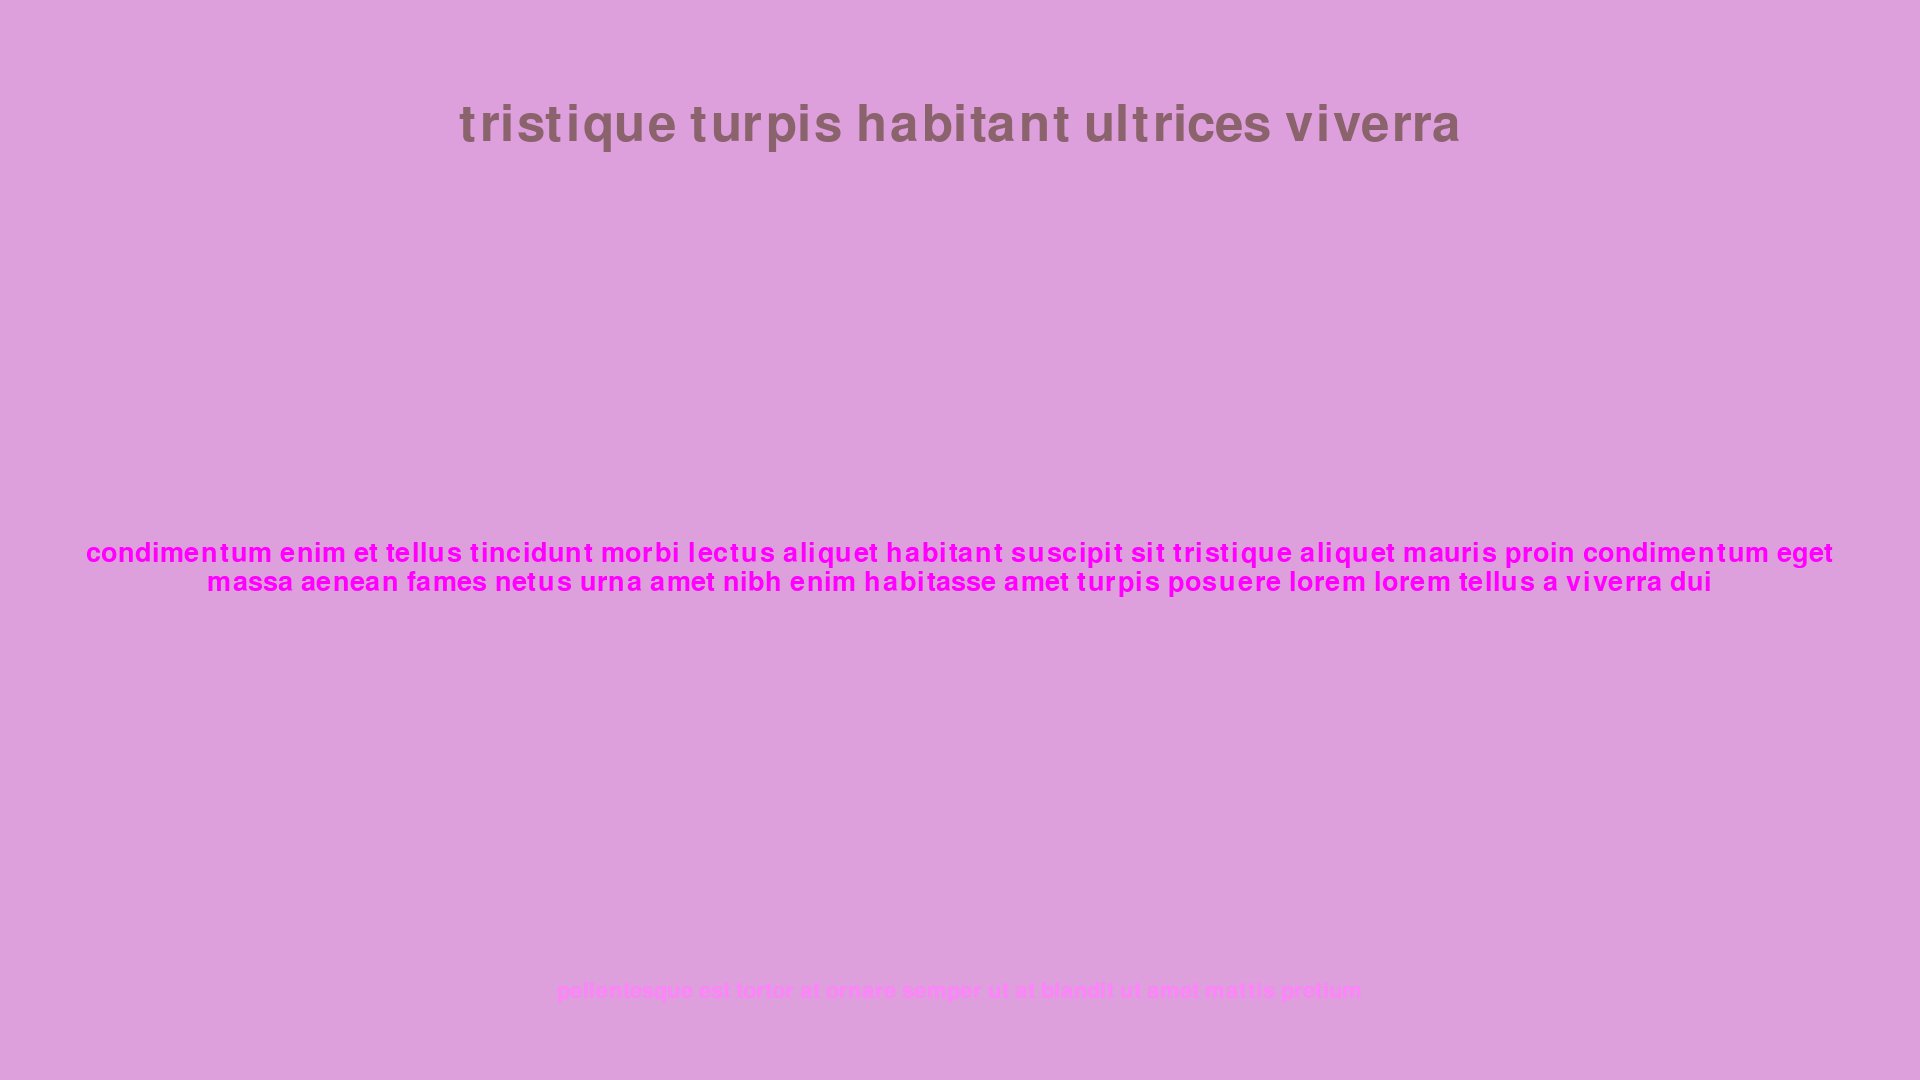 tristique turpis habitant ultrices viverra
condimentum enim et tellus tincidunt morbi lectus aliquet habitant suscipit sit tristique aliquet mauris proin condimentum eget
massa aenean fames netus urna amet nibh enim habitasse amet turpis posuere lorem lorem tellus a viverra dui
pellentesque est tortor at ornare semper ut at blandit ut amet mattis pretium